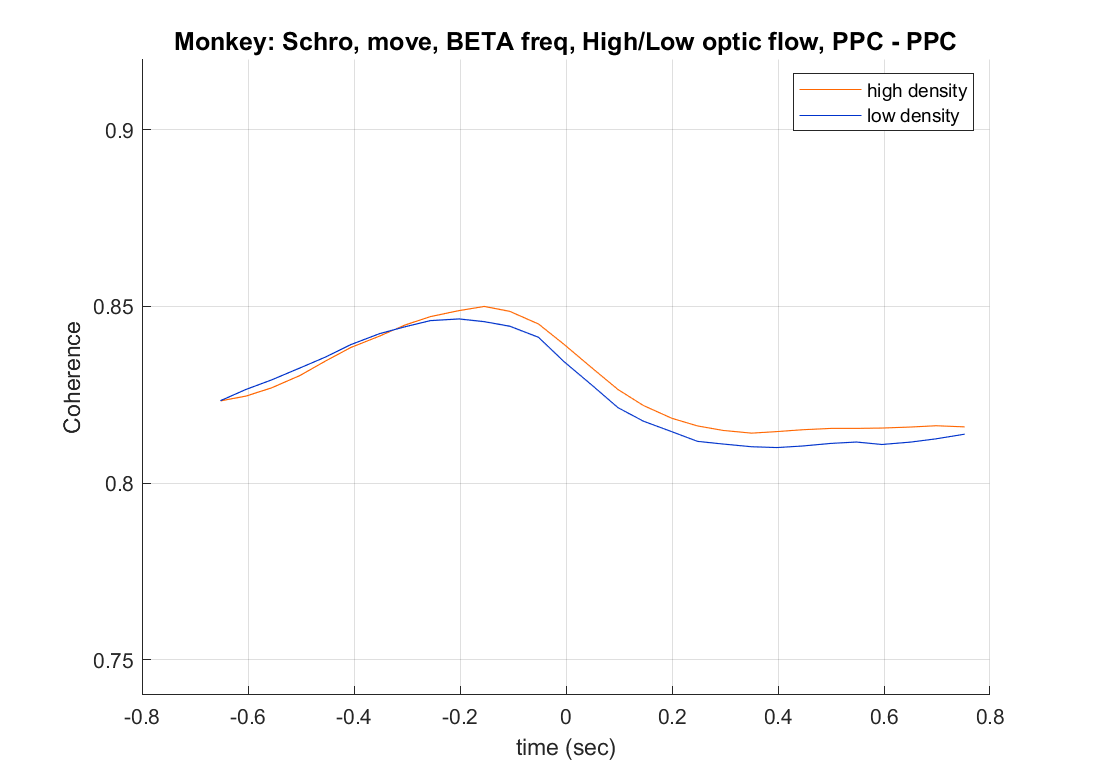 Monkey: Schro, move, BETA freq, High/Low optic flow, PPC - PPC
high density
low density
0.9
0.85
0.8
0.75
Coherence
-0.8 -0.6 -0.4 -0.2 0 0.2 0.4 0.6 0.8
time (sec)